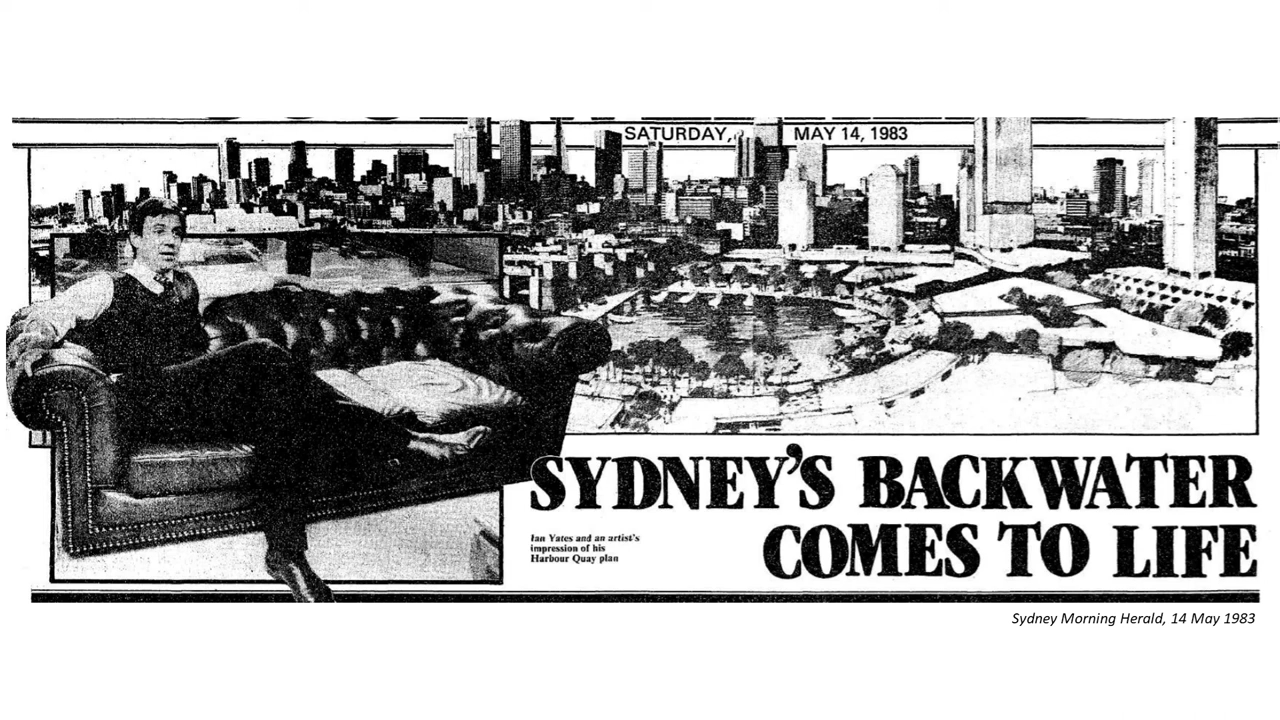 SATURDAY, MAY 14, 1983
SYDNEY'S BACKWATER
COMES TO LIFE
Ian Yates and an artist's
impression of his
Harbour Quay plan
Sydney Morning Herald, 14 May 1983